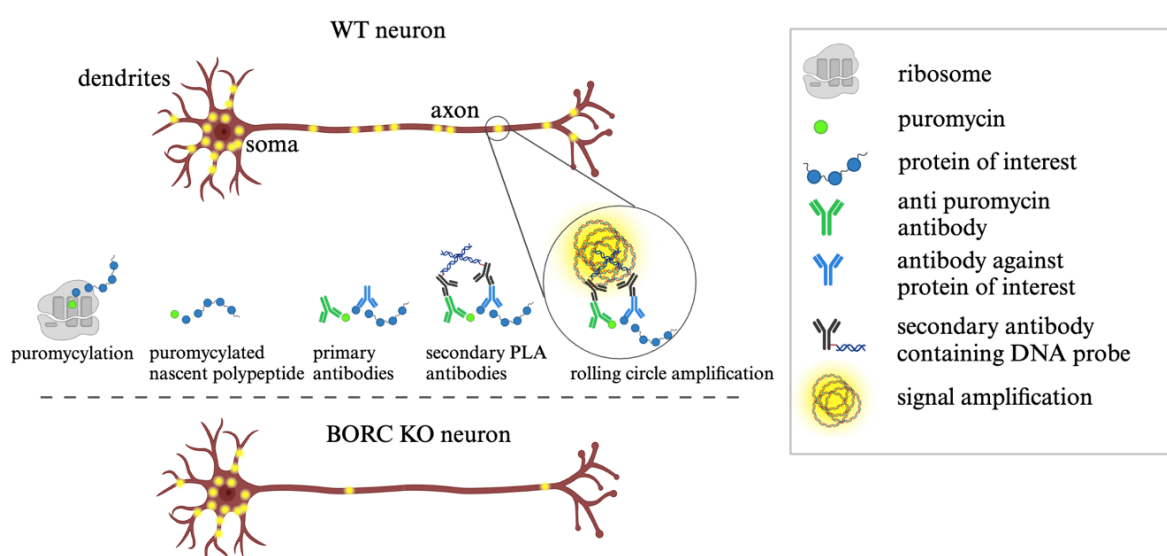 WT neuron
dendrites
axon
soma
puromycylation
puromycylated
nascent polypeptide
primary
antibodies
secondary PLA
antibodies
rolling circle amplification
BORC KO neuron
ribosome
puromycin
protein of interest
anti puromycin
antibody
antibody against
protein of interest
secondary antibody
containing DNA probe
signal amplification